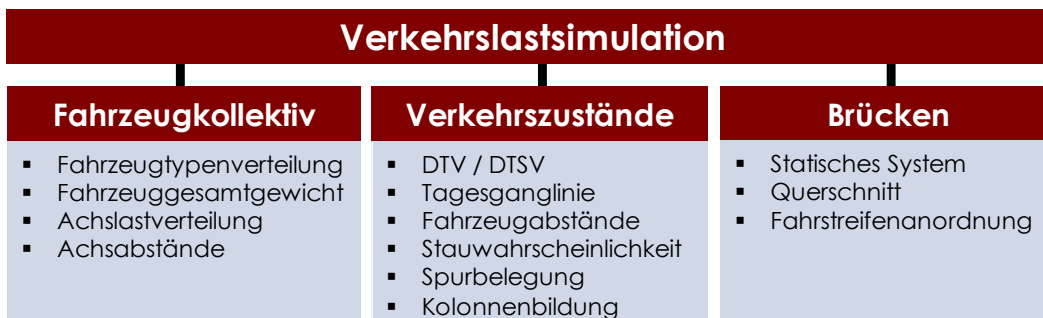 Verkehrslastsimulation
Fahrzeugkollektiv
▪ Fahrzeugtypenverteilung
▪ Fahrzeuggesamtgewicht
▪ Achslastverteilung
▪ Achsabstände
Verkehrszustände
▪ DTV / DTSV
▪ Tagesganglinie
▪ Fahrzeugabstände
▪ Stauwahrscheinlichkeit
▪ Spurbelegung
▪ Kolonnenbildung
Brücken
▪ Statisches System
▪ Querschnitt
▪ Fahrstreifenanordnung